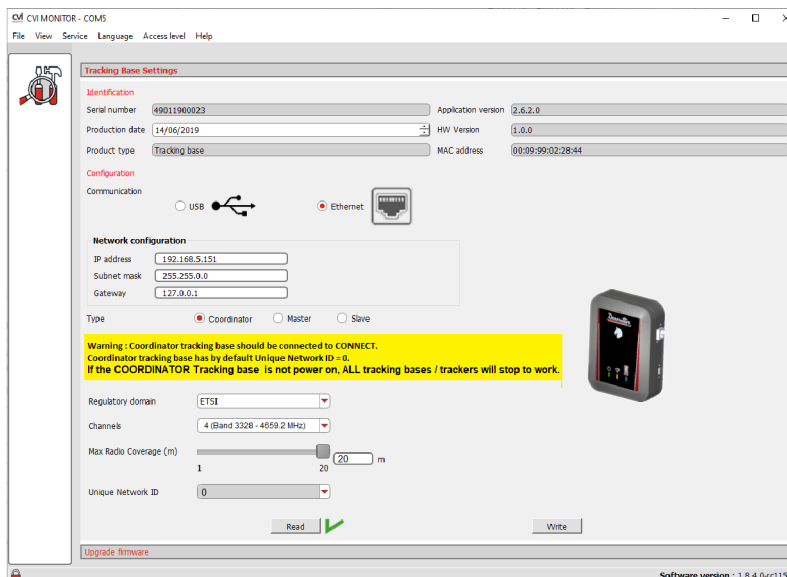 CVI MONITOR - COM5
File View Service Language Access level Help
Tracking Base Settings
Identification
Serial number 49011900023 Application version 2.6.2.0
Production date 14/06/2019 HW Version 1.0.0
Product type Tracking base MAC address 00:09:99:02:28:44
Configuration
Communication
USB Ethernet
Network configuration
IP address 192.168.5.151
Subnet mask 255.255.0.0
Gateway 127.0.0.1
Type Coordinator Master Slave
Warning : Coordinator tracking base should be connected to CONNECT.
Coordinator tracking base has by default Unique Network ID = 0.
If the COORDINATOR Tracking base is not power on, ALL tracking bases / trackers will stop to work.
Regulatory domain ETSI
Channels 4 (Band 3328 - 4659.2 MHz)
Max Radio Coverage (m) 20 m
1 20
Unique Network ID 0
Read Write
Upgrade firmware
Software version : 1.8.4.0-rc115